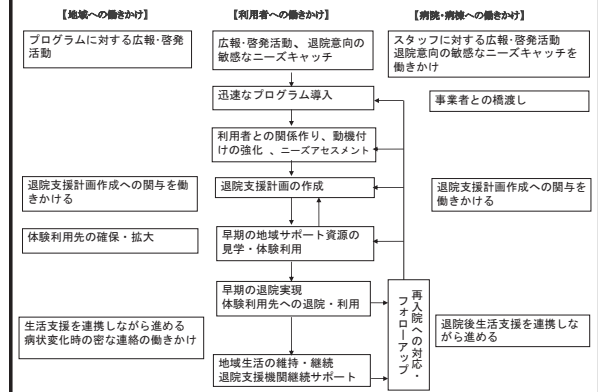 【地域への働きかけ】
【利用者への働きかけ】
【病院・病棟への働きかけ】
プログラムに対する広報・啓発
活動
広報・啓発活動、退院意向の
敏感なニーズキャッチ
スタッフに対する広報・啓発活動
退院意向の敏感なニーズキャッチを
働きかけ
迅速なプログラム導入
事業者との橋渡し
利用者との関係作り、動機付
けの強化 、ニーズアセスメント
退院支援計画作成への関与を働
きかける
退院支援計画の作成
退院支援計画作成への関与を
働きかける
体験利用先の確保・拡大
早期の地域サポート資源の
見学・体験利用
早期の退院実現
体験利用先への退院・利用
再入院への対応・
フォローアップ
生活支援を連携しながら進める
病状変化時の密な連絡の働きかけ
退院後生活支援を連携しな
がら進める
地域生活の維持・継続
退院支援機関継続サポート